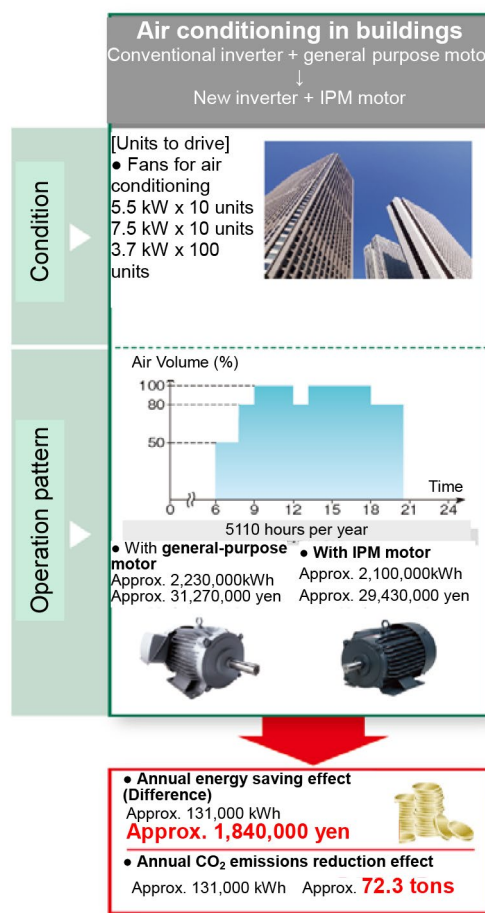 Air conditioning in buildings
Conventional inverter + general purpose moto
↓
New inverter + IPM motor
Condition
[Units to drive]
● Fans for air
conditioning
5.5 kW x 10 units
7.5 kW x 10 units
3.7 kW x 100
units
Operation pattern
Air Volume (%)
100
80
50
Time
0 6 9 12 15 18 21 24
5110 hours per year
● With general-purpose
motor
Approx. 2,230,000kWh
Approx. 31,270,000 yen
● With IPM motor
Approx. 2,100,000kWh
Approx. 29,430,000 yen
● Annual energy saving effect
(Difference)
Approx. 131,000 kWh
Approx. 1,840,000 yen
● Annual CO₂ emissions reduction effect
Approx. 131,000 kWh Approx. 72.3 tons